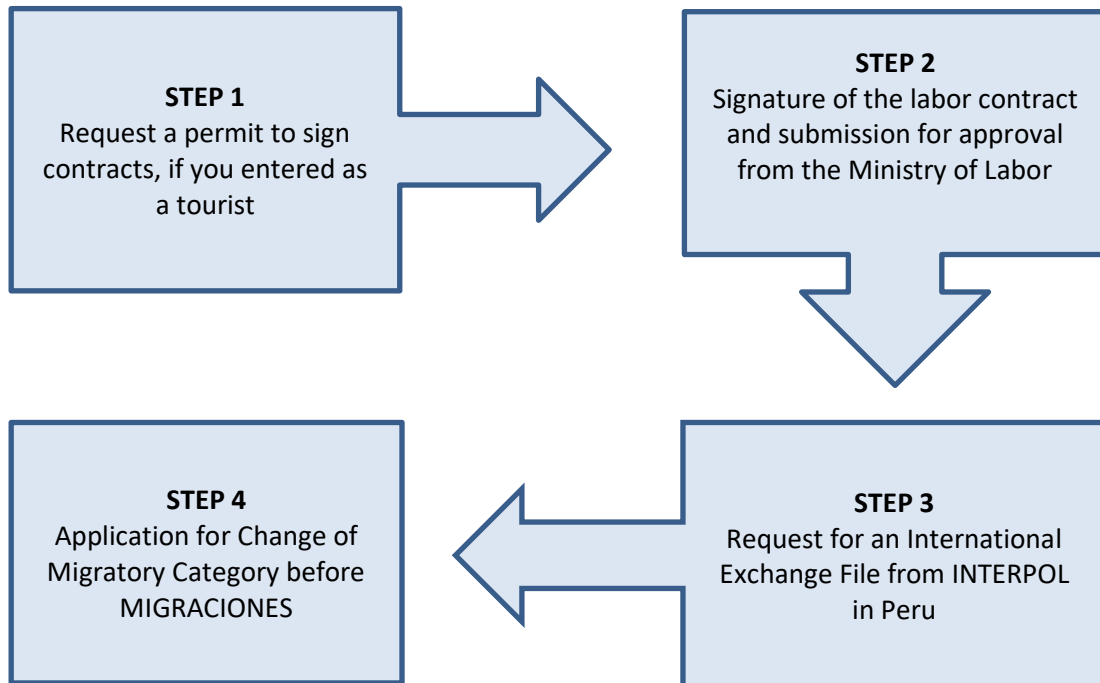 STEP 1
Request a permit to sign
contracts, if you entered as
a tourist
STEP 2
Signature of the labor contract
and submission for approval
from the Ministry of Labor
STEP 3
Request for an International
Exchange File from INTERPOL
in Peru
STEP 4
Application for Change of
Migratory Category before
MIGRACIONES